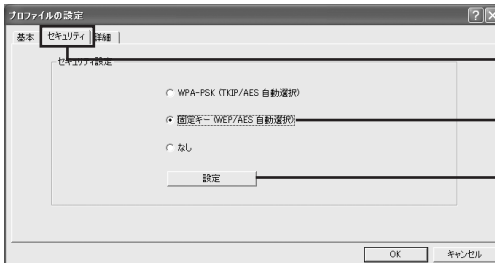 プロファイルの設定
基本 セキュリティ 詳細
セキュリティ設定
WPA-PSK (TKIP/AES 自動選択)
固定キー (WEP/AES 自動選択)
なし
設定
OK キャンセル